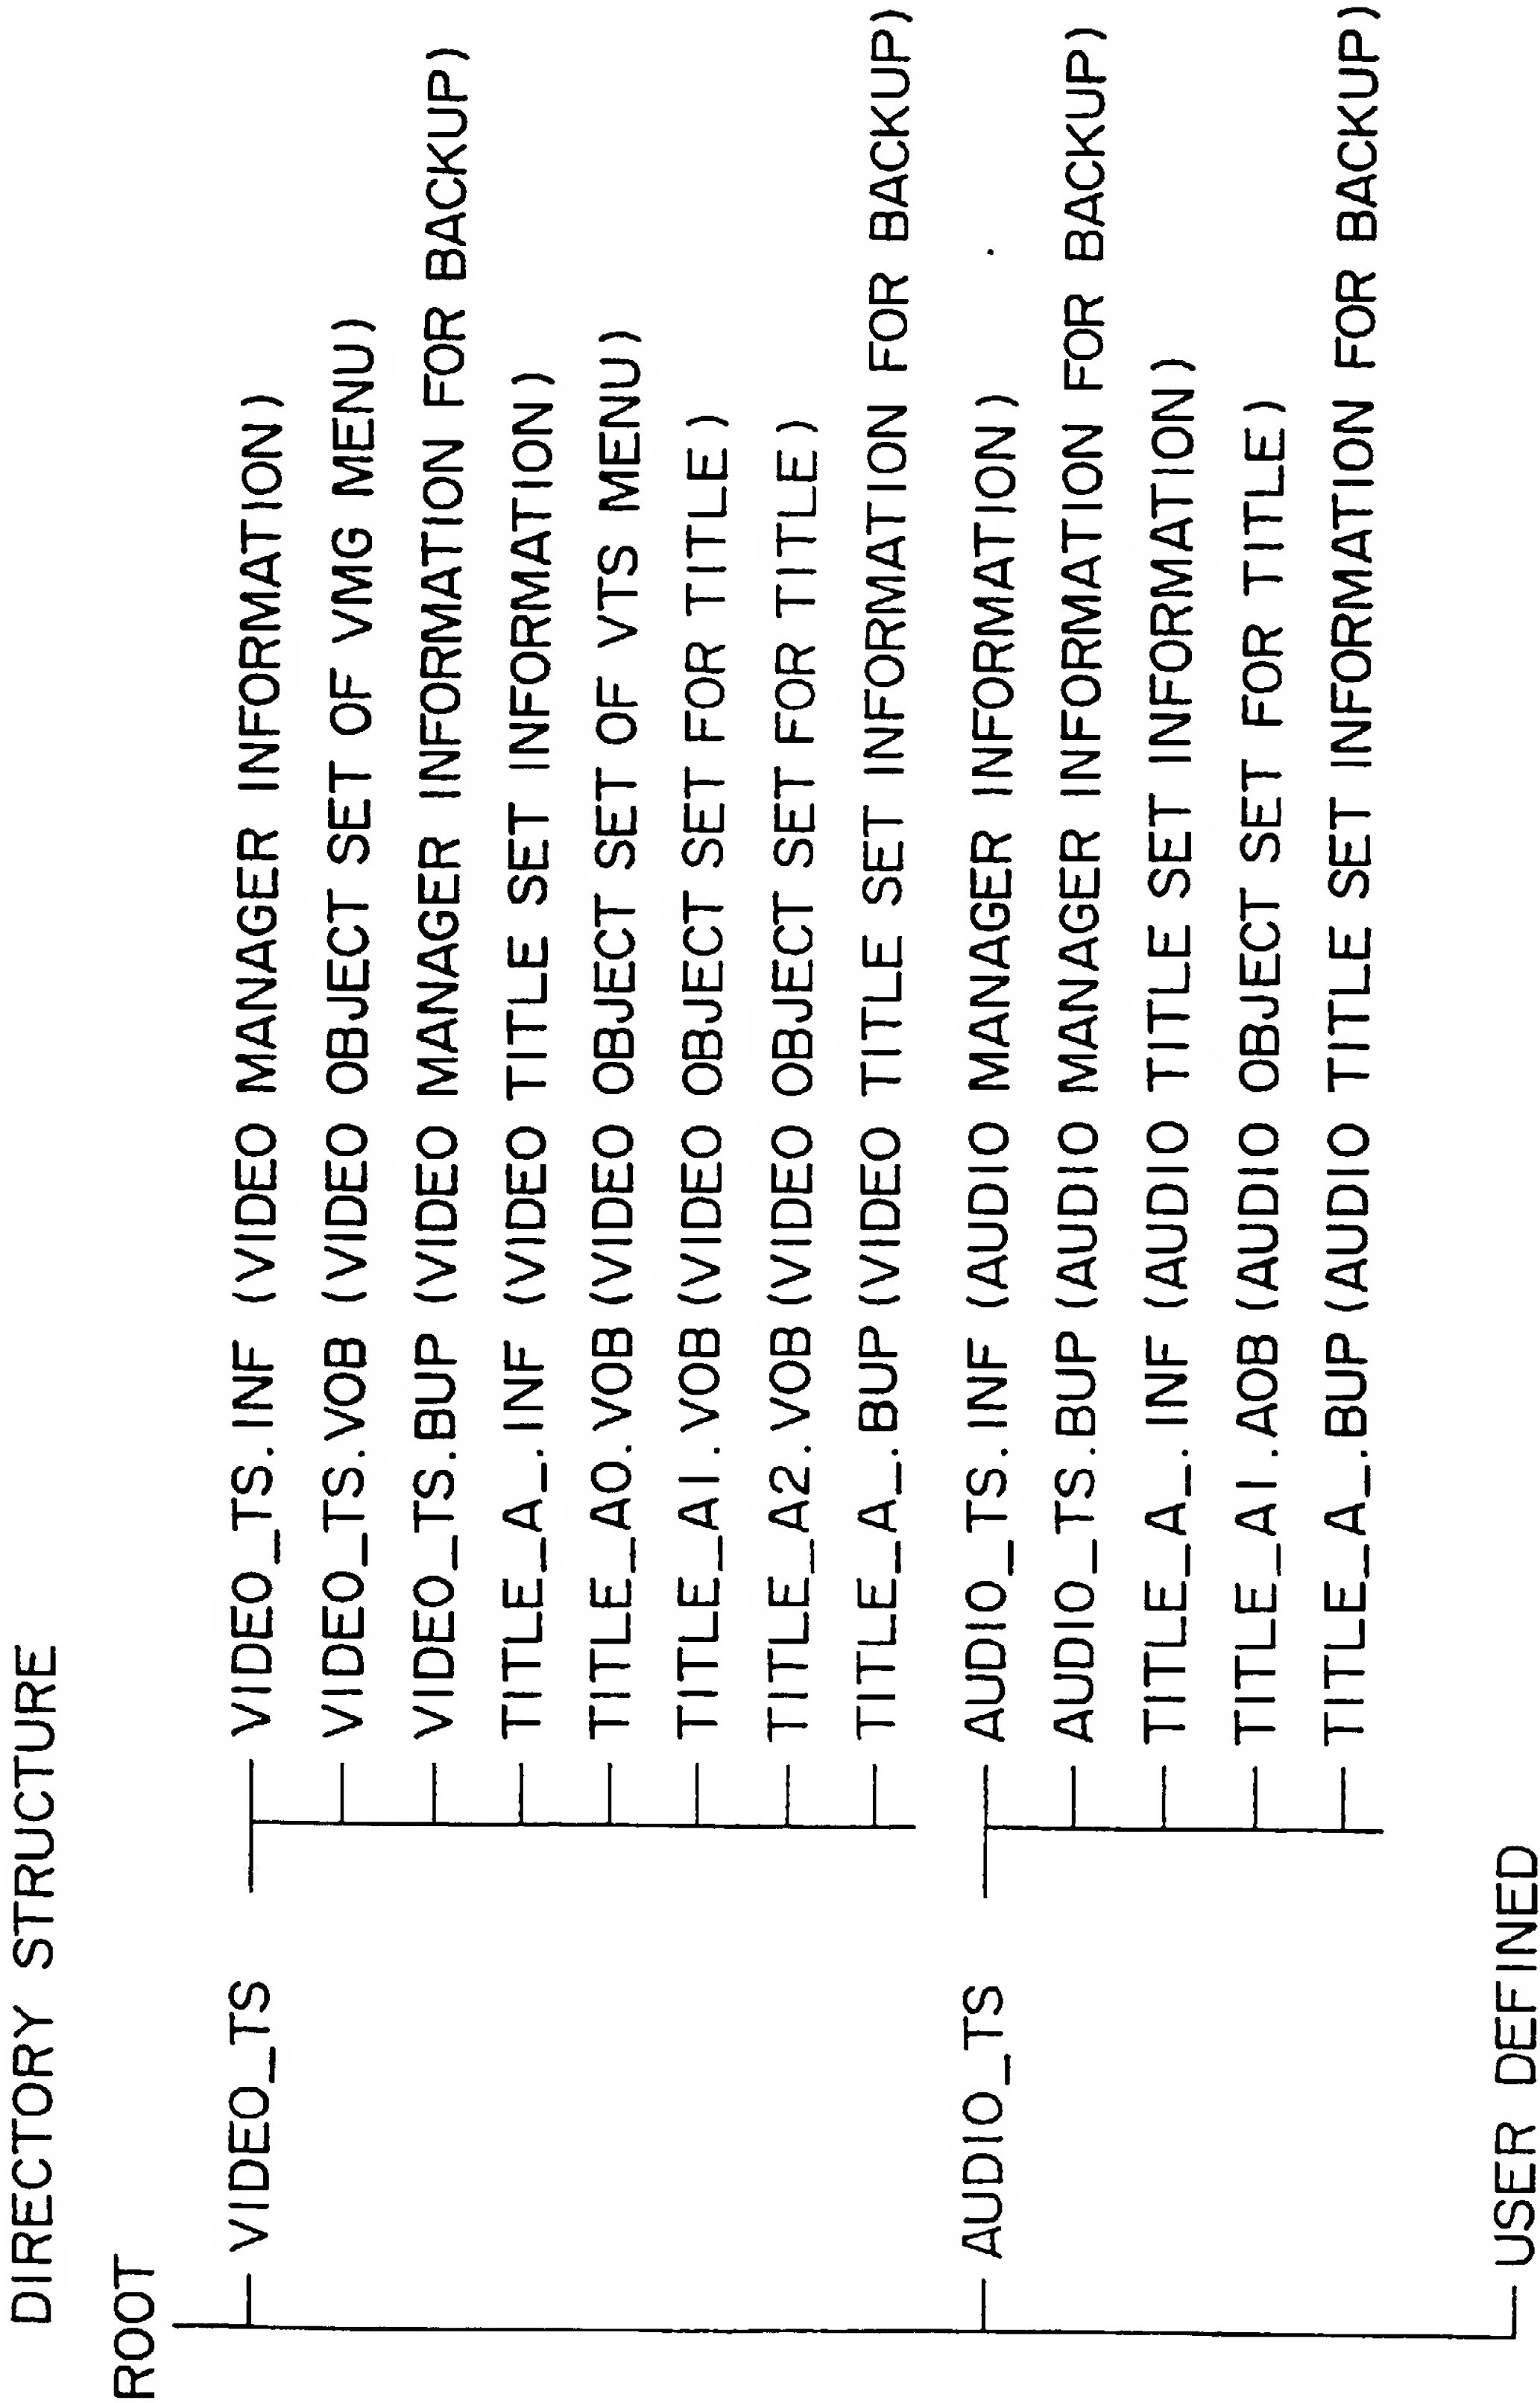 DIRECTORY STRUCTURE
ROOT
VIDEO_TS
VIDEO_TS.INF (VIDEO MANAGER INFORMATION)
VIDEO_TS.VOB (VIDEO OBJECT SET OF VMG MENU)
VIDEO_TS.BUP (VIDEO MANAGER INFORMATION FOR BACKUP)
TITLE_A_.INF (VIDEO TITLE SET INFORMATION)
TITLE_A0.VOB (VIDEO OBJECT SET OF VTS MENU)
TITLE_A1.VOB (VIDEO OBJECT SET FOR TITLE)
TITLE_A2.VOB (VIDEO OBJECT SET FOR TITLE)
TITLE_A_.BUP (VIDEO TITLE SET INFORMATION FOR BACKUP)
AUDIO_TS
AUDIO_TS.INF (AUDIO MANAGER INFORMATION)
AUDIO_TS.BUP (AUDIO MANAGER INFORMATION FOR BACKUP)
TITLE_A_.INF (AUDIO TITLE SET INFORMATION)
TITLE_A1.AOB (AUDIO OBJECT SET FOR TITLE)
TITLE_A_.BUP (AUDIO TITLE SET INFORMATION FOR BACKUP)
USER DEFINED